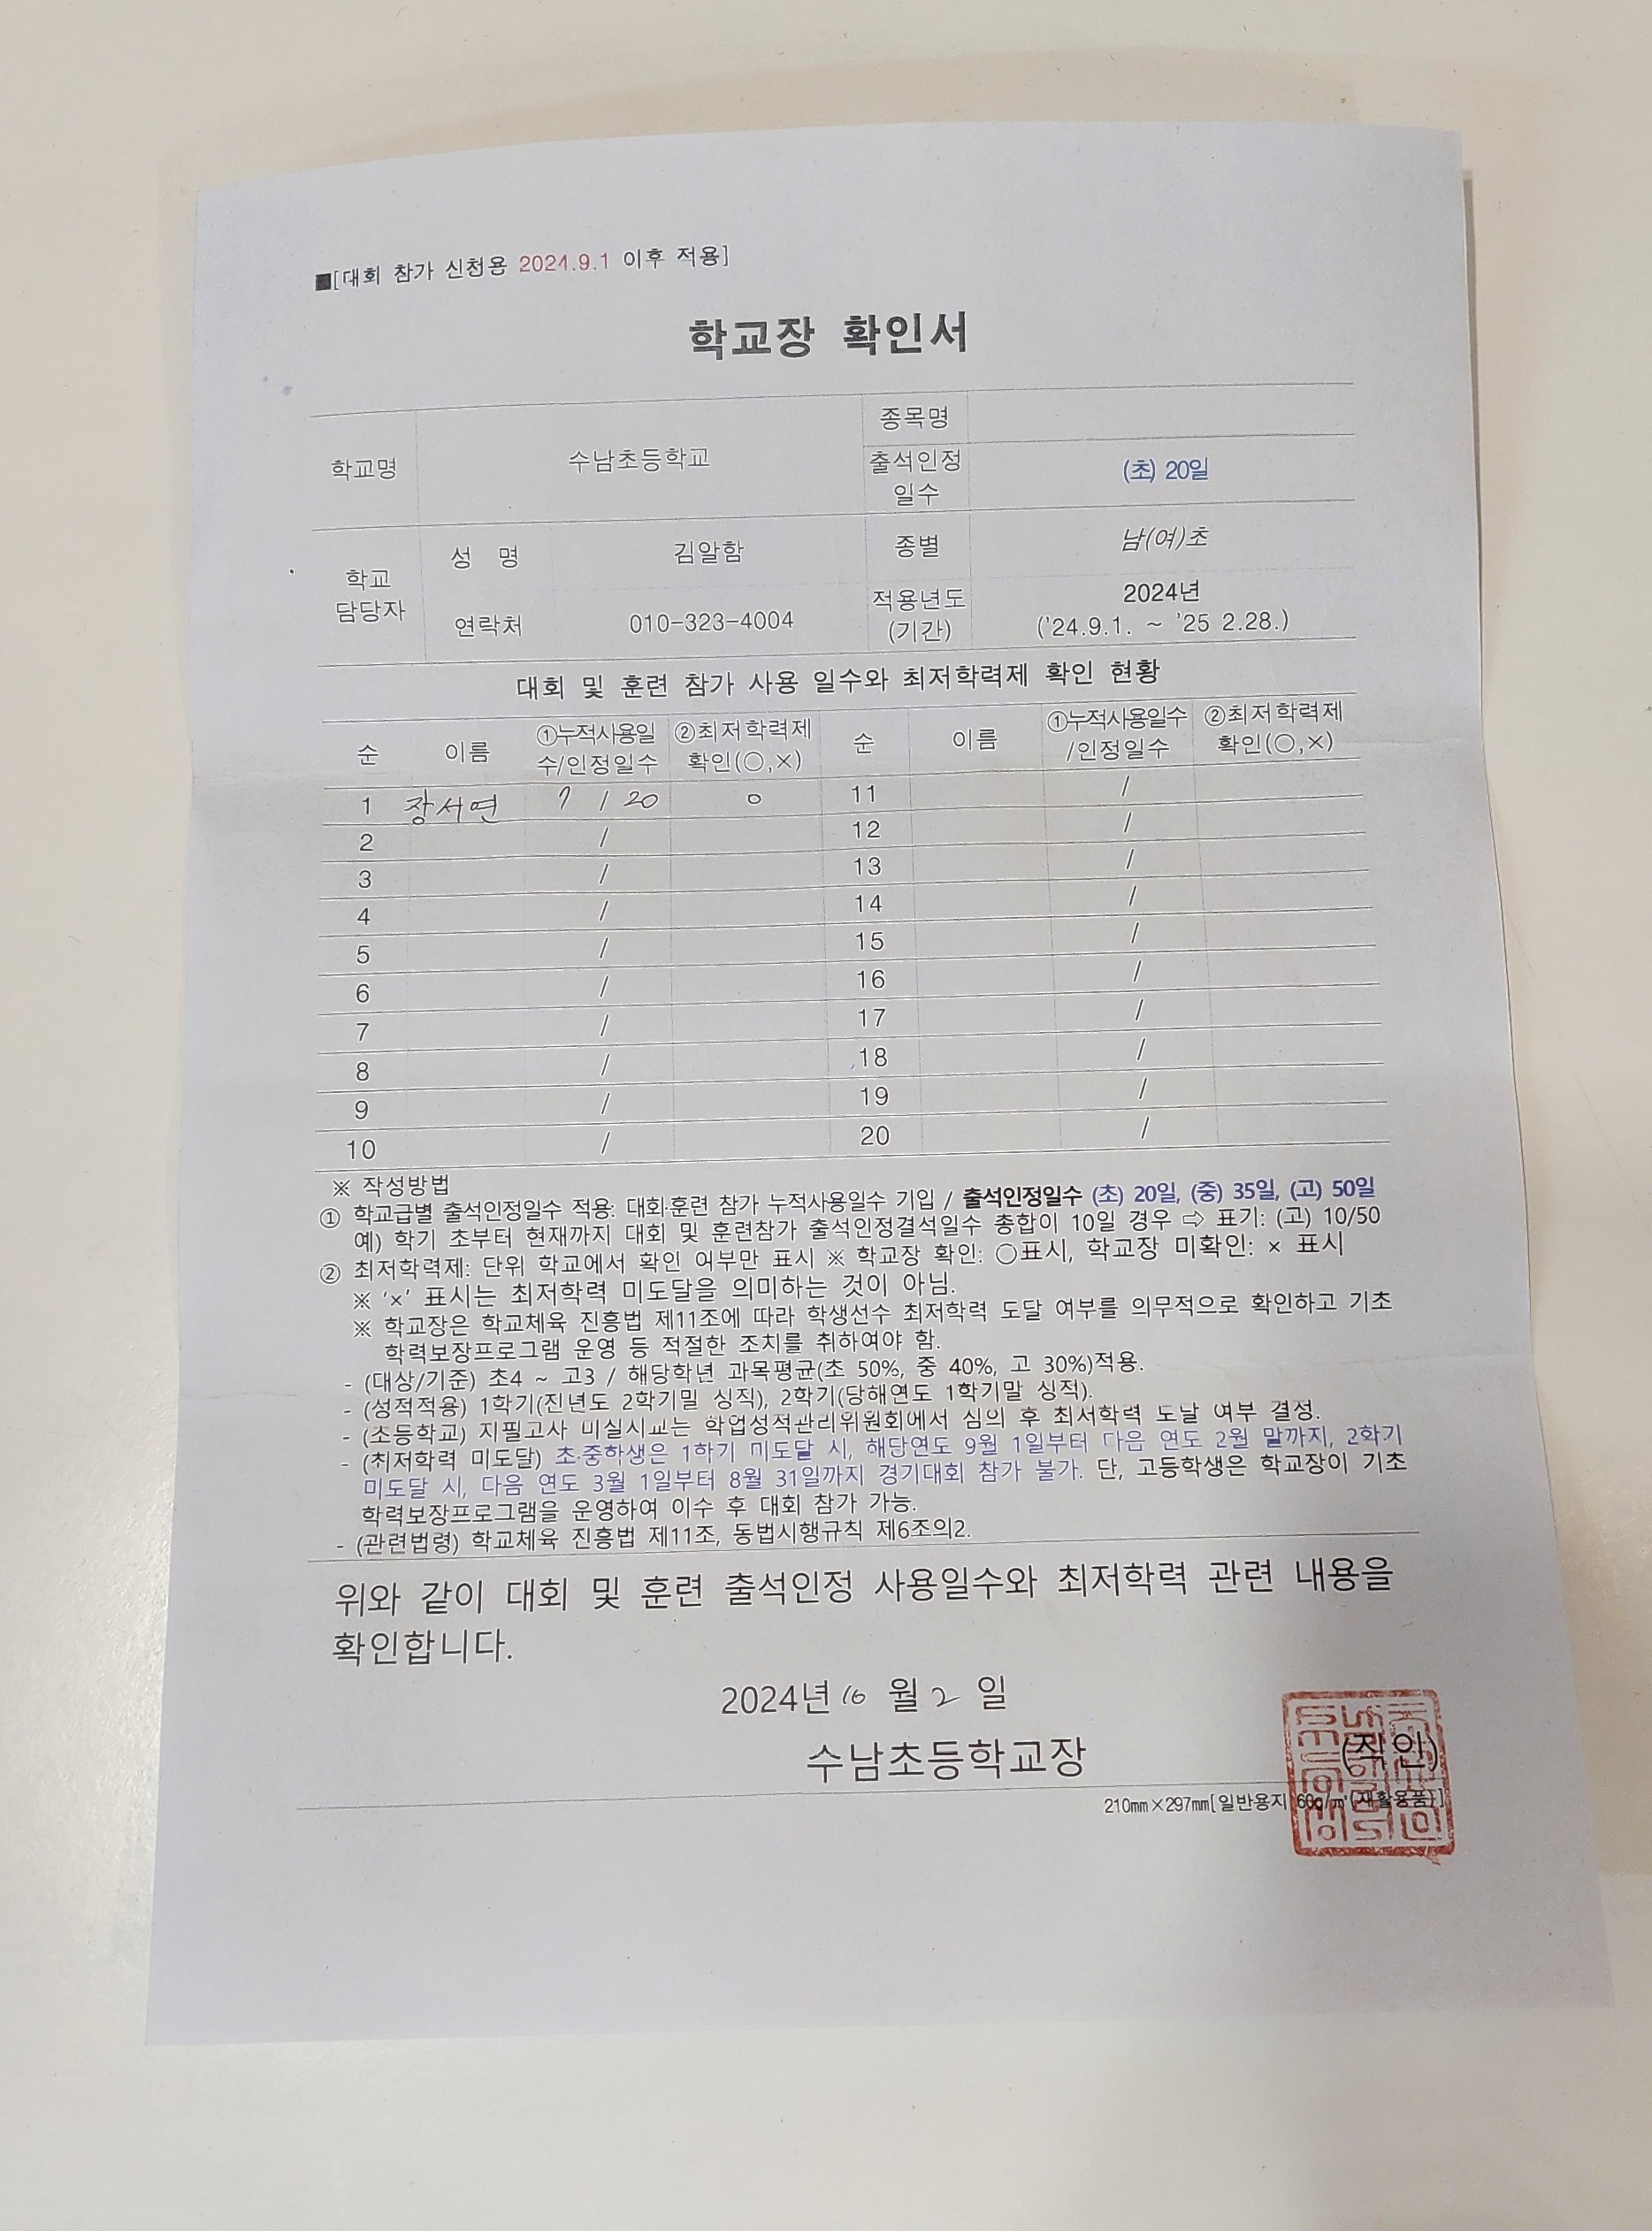 ■[대회 참가 신청용 2024.9.1 이후 적용]
학교장 확인서
학교명 수남초등학교 종목명
출석인정 일수 (초) 20일
학교 담당자 성 명 김알함 종별 남(여)초
연락처 010-323-4004 적용년도 (기간) 2024년 ('24.9.1. ~ '25 2.28.)
대회 및 훈련 참가 사용 일수와 최저학력제 확인 현황
순 이름 ①누적사용일수/인정일수 ②최저학력제 확인(○,×) 순 이름 ①누적사용일수/인정일수 ②최저학력제 확인(○,×)
1 장서연 7 / 20 ○ 11 /
2 / 12 /
3 / 13 /
4 / 14 /
5 / 15 /
6 / 16 /
7 / 17 /
8 / 18 /
9 / 19 /
10 / 20 /
※ 작성방법
① 학교급별 출석인정일수 적용: 대회·훈련 참가 누적사용일수 기입 / 출석인정일수 (초) 20일, (중) 35일, (고) 50일
예) 학기 초부터 현재까지 대회 및 훈련참가 출석인정결석일수 총합이 10일 경우 ⇨ 표기: (고) 10/50
② 최저학력제: 단위 학교에서 확인 여부만 표시 ※ 학교장 확인: ○표시, 학교장 미확인: × 표시
※ '×' 표시는 최저학력 미도달을 의미하는 것이 아님.
※ 학교장은 학교체육 진흥법 제11조에 따라 학생선수 최저학력 도달 여부를 의무적으로 확인하고 기초
학력보장프로그램 운영 등 적절한 조치를 취하여야 함.
- (대상/기준) 초4 ~ 고3 / 해당학년 과목평균(초 50%, 중 40%, 고 30%)적용.
- (성적적용) 1학기(전년도 2학기말 성적), 2학기(당해연도 1학기말 성적).
- (초등학교) 지필고사 미실시교는 학업성적관리위원회에서 심의 후 최저학력 도달 여부 결정.
- (최저학력 미도달) 초·중학생은 1학기 미도달 시, 해당연도 9월 1일부터 다음 연도 2월 말까지, 2학기
미도달 시, 다음 연도 3월 1일부터 8월 31일까지 경기대회 참가 불가. 단, 고등학생은 학교장이 기초
학력보장프로그램을 운영하여 이수 후 대회 참가 가능.
- (관련법령) 학교체육 진흥법 제11조, 동법시행규칙 제6조의2.
위와 같이 대회 및 훈련 출석인정 사용일수와 최저학력 관련 내용을
확인합니다.
2024년 10 월 2 일
수남초등학교장 (직인)
210mm×297mm[일반용지 60g/㎡(재활용품)]